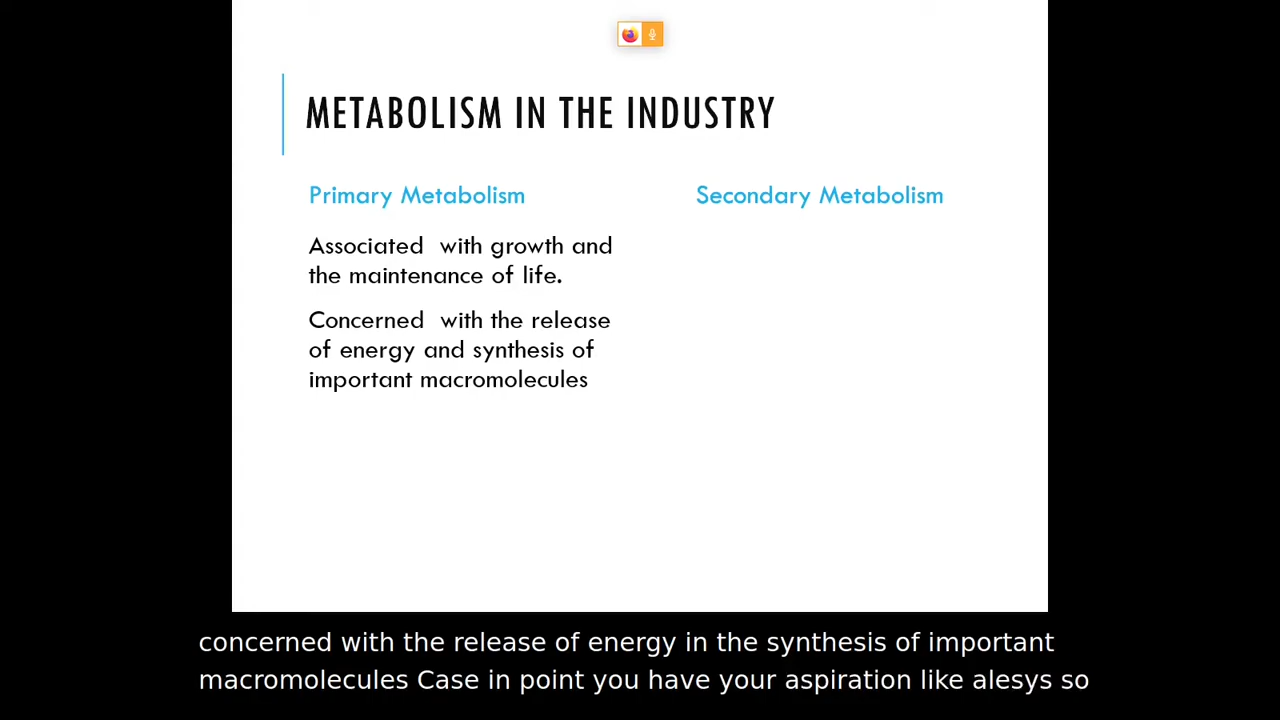 METABOLISM IN THE INDUSTRY
Primary Metabolism
Associated with growth and
the maintenance of life.
Concerned with the release
of energy and synthesis of
important macromolecules
Secondary Metabolism
concerned with the release of energy in the synthesis of important
macromolecules Case in point you have your aspiration like alesys so